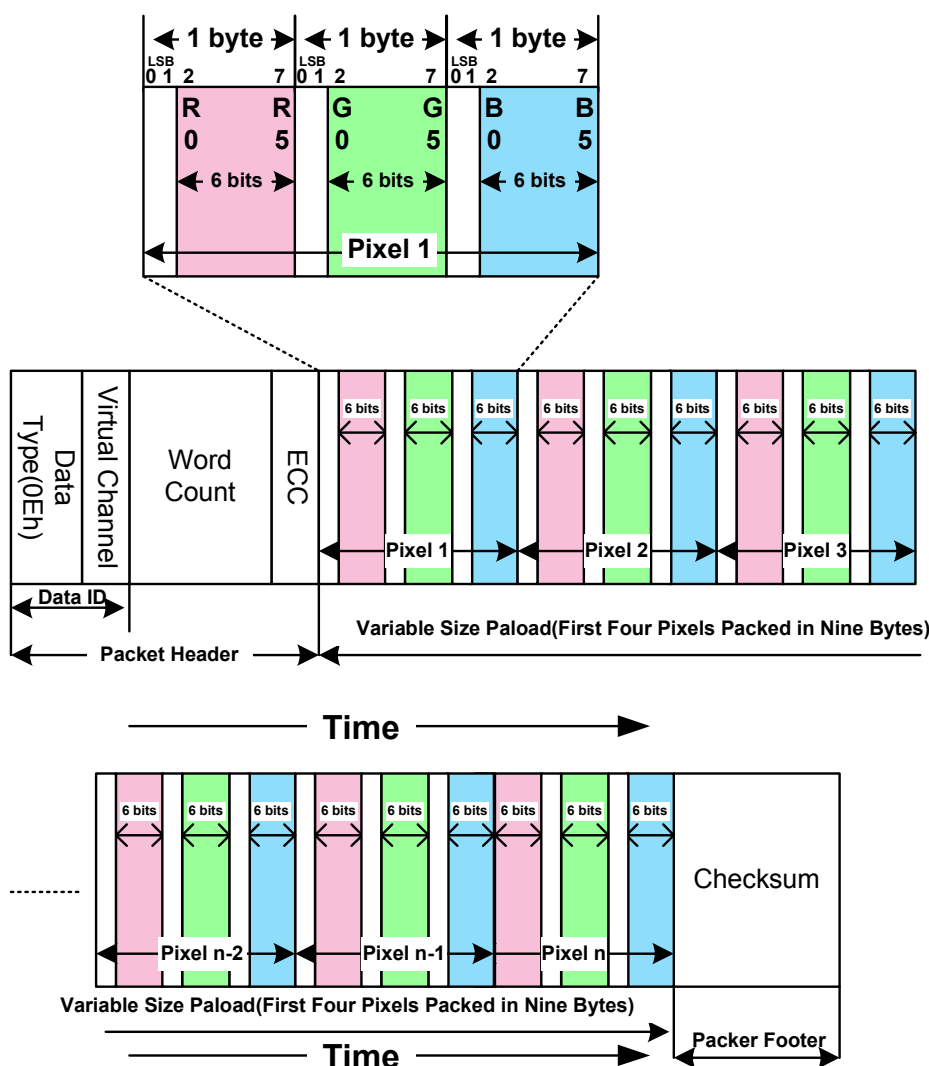 1 byte 1 byte 1 byte
LSB LSB LSB
0 1 2 7 0 1 2 7 0 1 2 7
R R G G B B
0 5 0 5 0 5
6 bits 6 bits 6 bits
Pixel 1
Data Type(0Eh)
Virtual Channel
Word Count
ECC
6 bits 6 bits 6 bits 6 bits 6 bits 6 bits 6 bits 6 bits 6 bits
Pixel 1 Pixel 2 Pixel 3
Data ID
Variable Size Paload(First Four Pixels Packed in Nine Bytes)
Packet Header
Time
6 bits 6 bits 6 bits 6 bits 6 bits 6 bits 6 bits 6 bits 6 bits
Checksum
Pixel n-2 Pixel n-1 Pixel n
Variable Size Paload(First Four Pixels Packed in Nine Bytes)
Packer Footer
Time